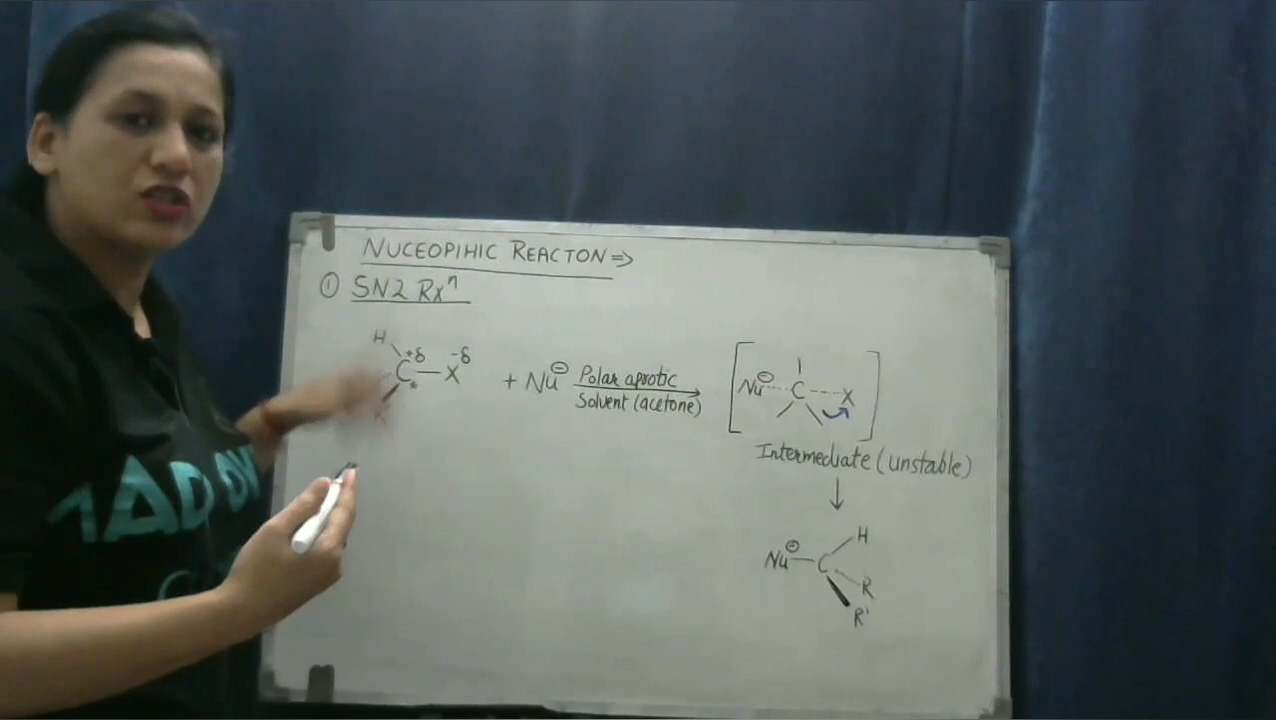 NUCEOPIHIC REACTON ⇒
① SN2 Rxⁿ
H
+δ -δ
C* — X + Nu⊖ Polar aprotic
Solvent (acetone)
Nu⊖ ···· C ---- X
Intermediate (unstable)
↓
H
Nu⊖ — C
R
R'